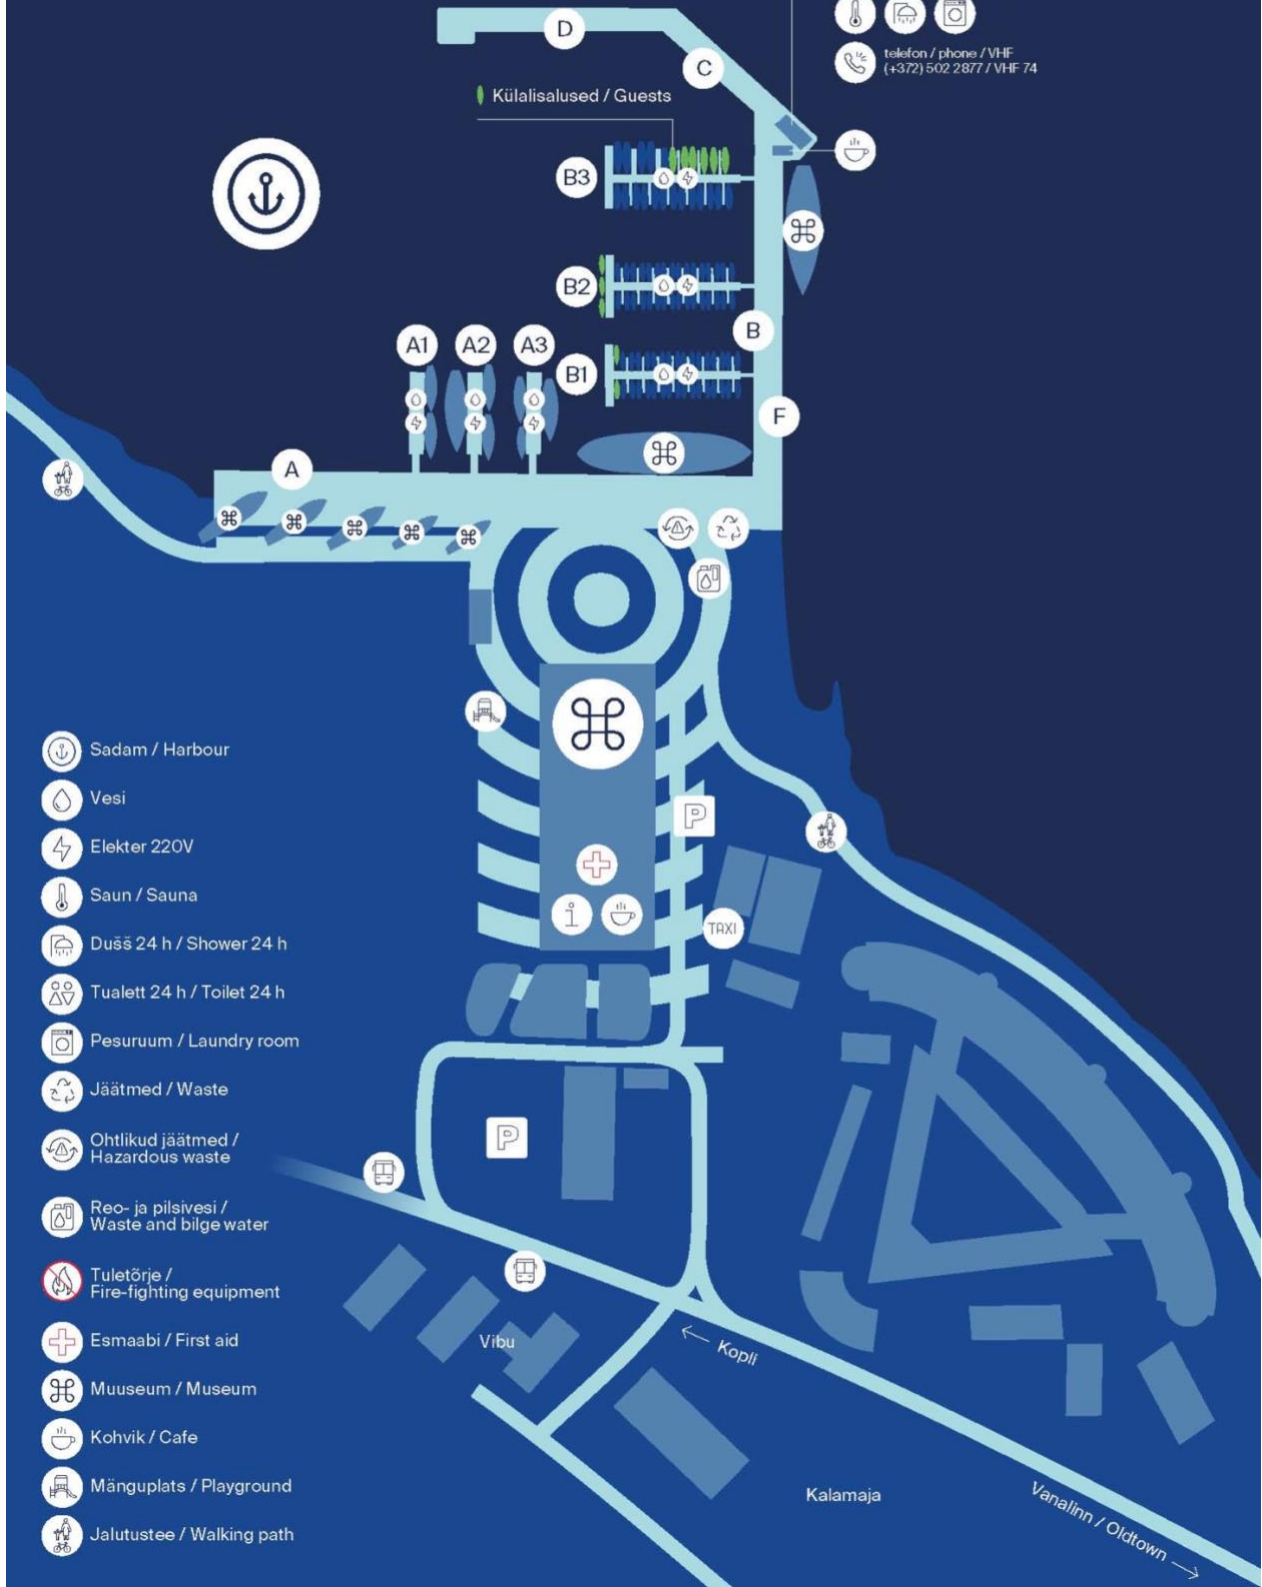 D
C
telefon / phone / VHF
(+372) 502 2877 / VHF 74
Külalisalused / Guests
B3
B2
B
A1
A2
A3
B1
F
A
Sadam / Harbour
Vesi
P
Elekter 220V
Saun / Sauna
i
TAXI
Dušš 24 h / Shower 24 h
Tualett 24 h / Toilet 24 h
Pesuruum / Laundry room
Jäätmed / Waste
P
Ohtlikud jäätmed /
Hazardous waste
Reo- ja pilsivesi /
Waste and bilge water
Tuletõrje /
Fire-fighting equipment
Esmaabi / First aid
Vibu
← Kopli
Muuseum / Museum
Kohvik / Cafe
Mänguplats / Playground
Kalamaja
Vanalinn / Oldtown →
Jalutustee / Walking path